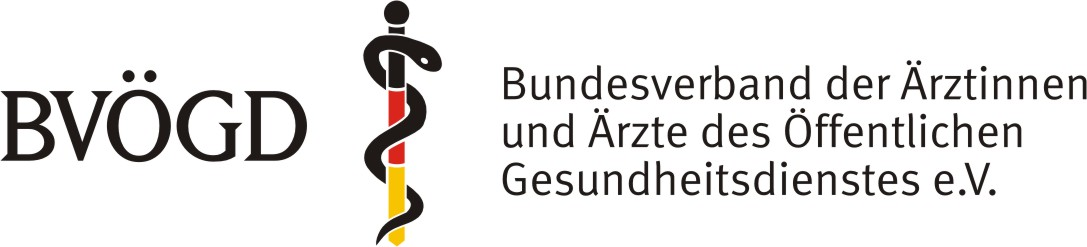 BVÖGD
Bundesverband der Ärztinnen
und Ärzte des Öffentlichen
Gesundheitsdienstes e.V.